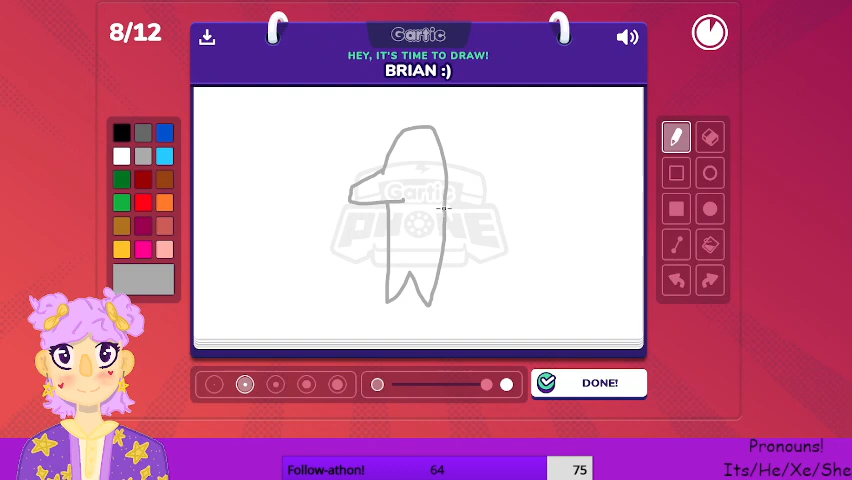 8/12
Gartic
HEY, IT'S TIME TO DRAW!
BRIAN :)
Gartic
PHONE
DONE!
Pronouns!
Its/He/Xe/She
Follow-athon! 64 75